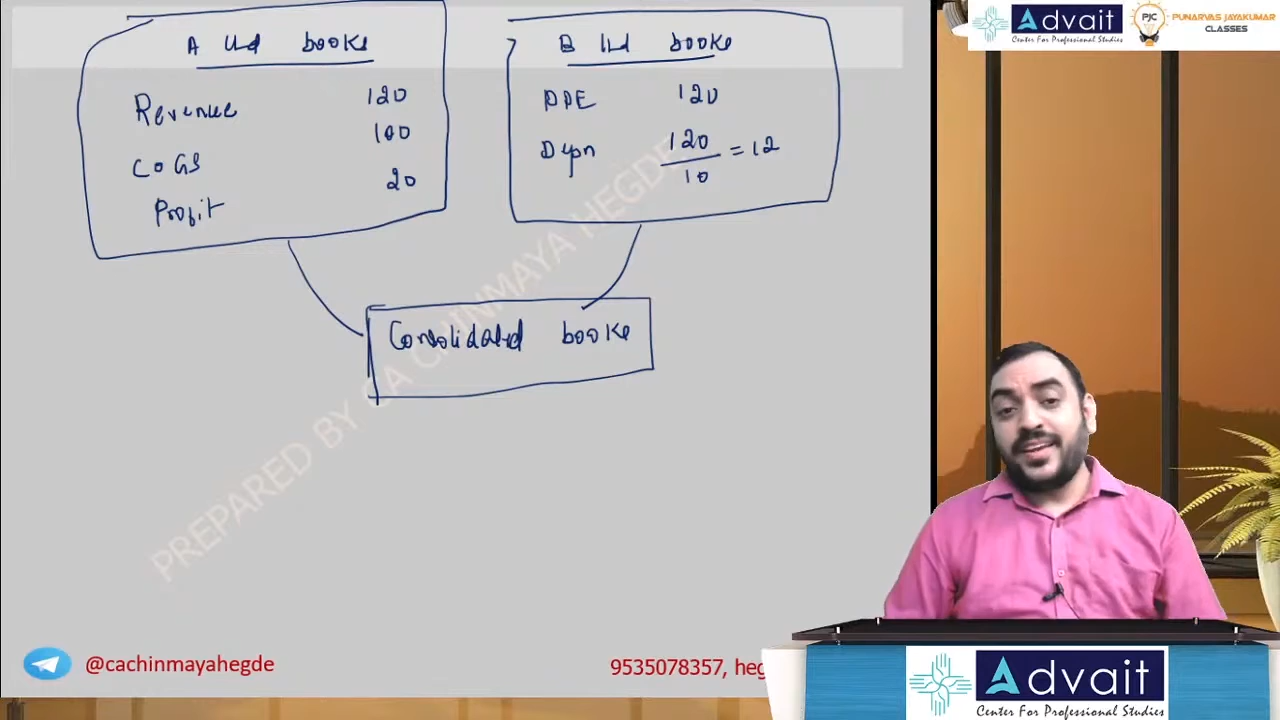 A Ltd books
Revenue 120
COGS 100
Profit 20
B Ltd books
PPE 120
Depn 120/10 = 12
Consolidated books
PREPARED BY CA CHINMAYA HEGDE
@cachinmayahegde
9535078357, heg
Advait
Center For Professional Studies
PJC
PUNARVAS JAYAKUMAR
CLASSES
Advait
Center For Professional Studies